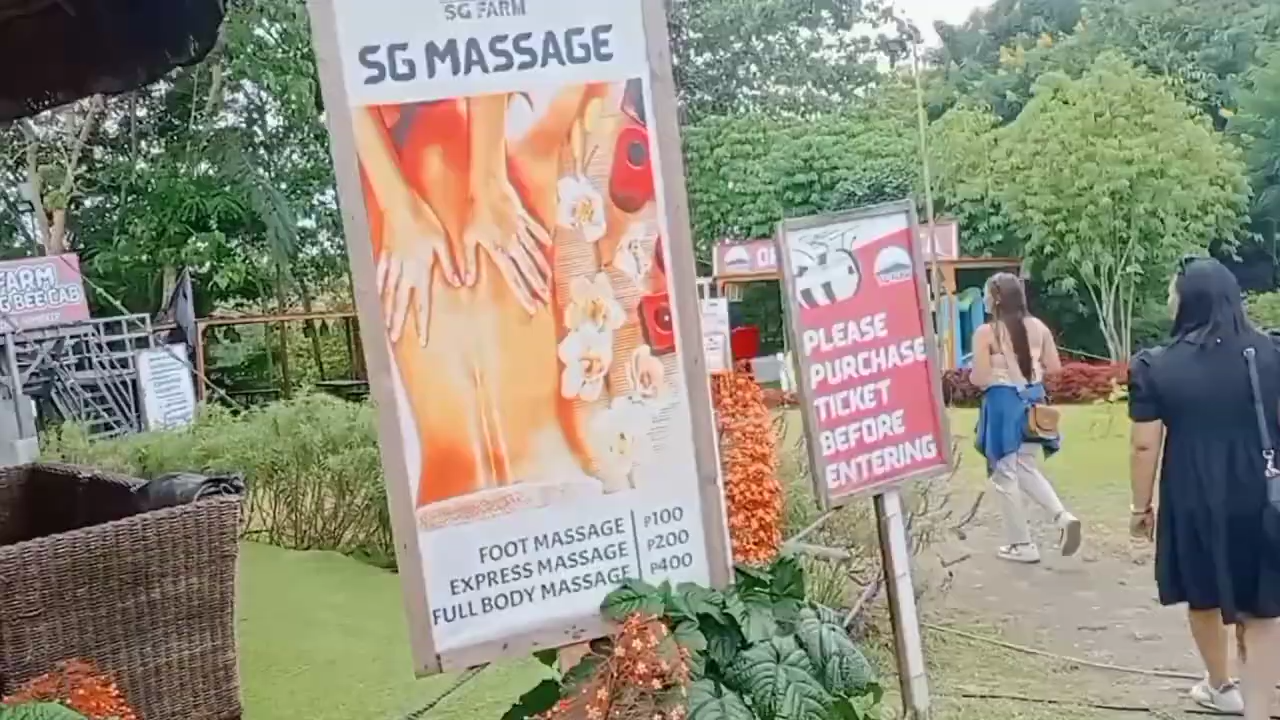 SG FARM
SG MASSAGE
FOOT MASSAGE ₱100
EXPRESS MASSAGE ₱200
FULL BODY MASSAGE ₱400
PLEASE
PURCHASE
TICKET
BEFORE
ENTERING
FARM
BEE CAB